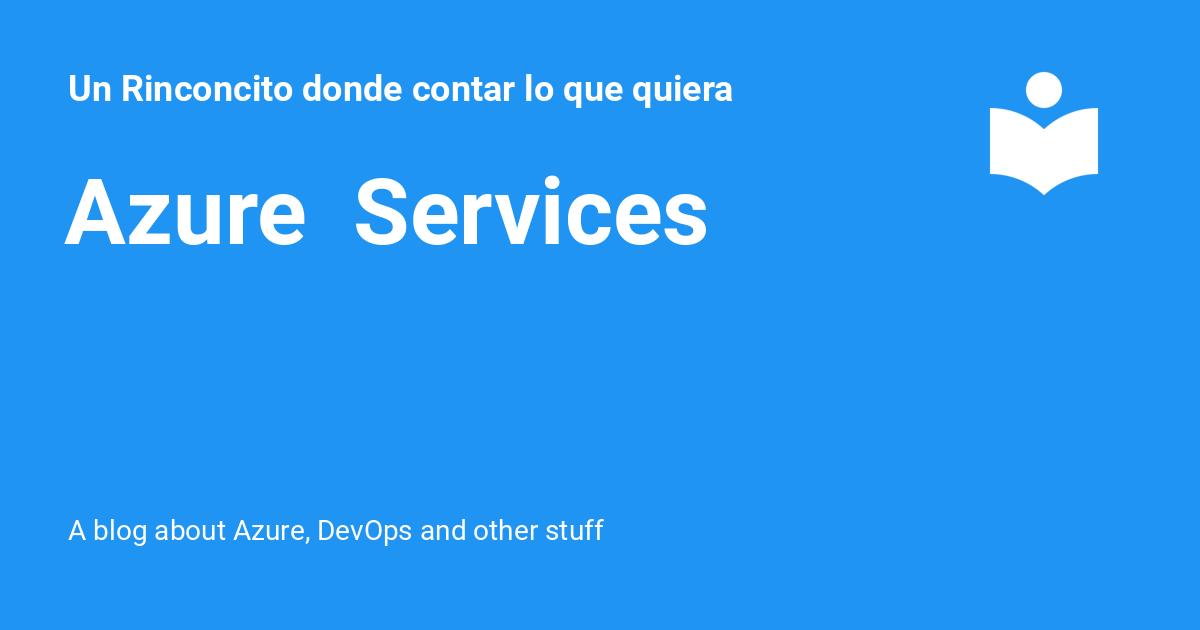 Un Rinconcito donde contar lo que quiera
Azure  Services
A blog about Azure, DevOps and other stuff